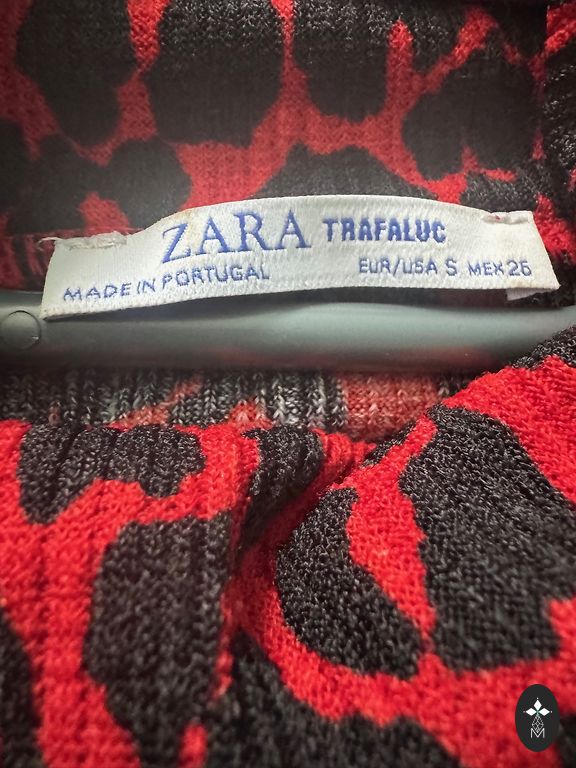 ZARA TRAFALUC
MADE IN PORTUGAL EUR/USA S MEX 26
M